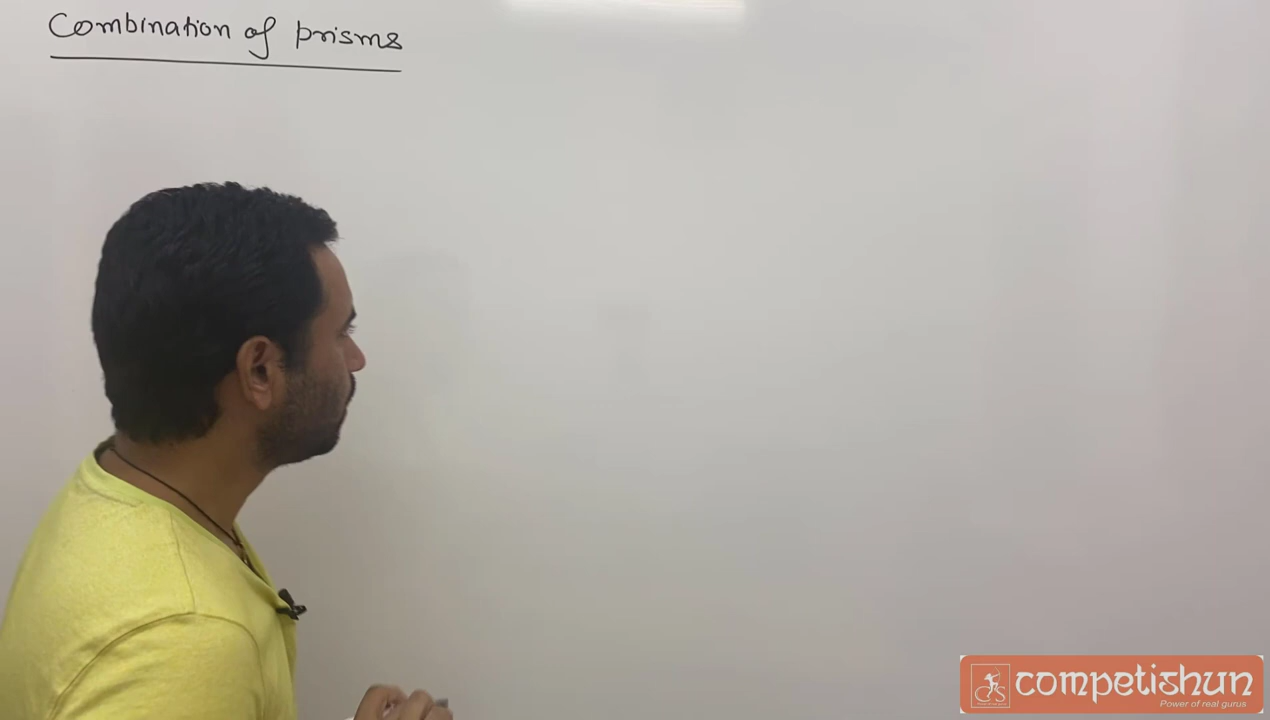 Combination of prisms
competishun
Power of real gurus